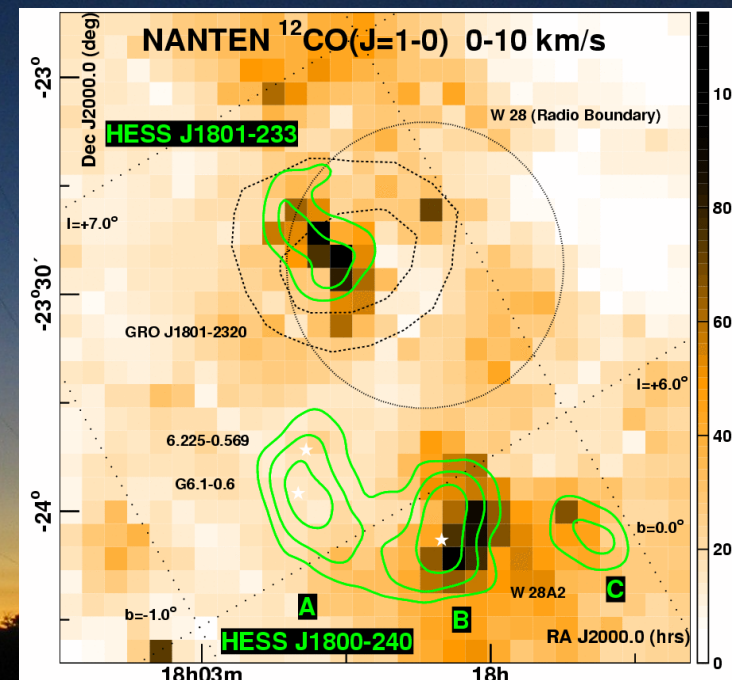 NANTEN ¹²CO(J=1-0) 0-10 km/s
-23°
Dec J2000.0 (deg)
W 28 (Radio Boundary)
HESS J1801-233
l=+7.0°
-23°30´
GRO J1801-2320
l=+6.0°
6.225-0.569
G6.1-0.6
-24°
b=0.0°
W 28A2
A
B
C
b=-1.0°
HESS J1800-240
RA J2000.0 (hrs)
18h03m
18h
80
60
40
20
0